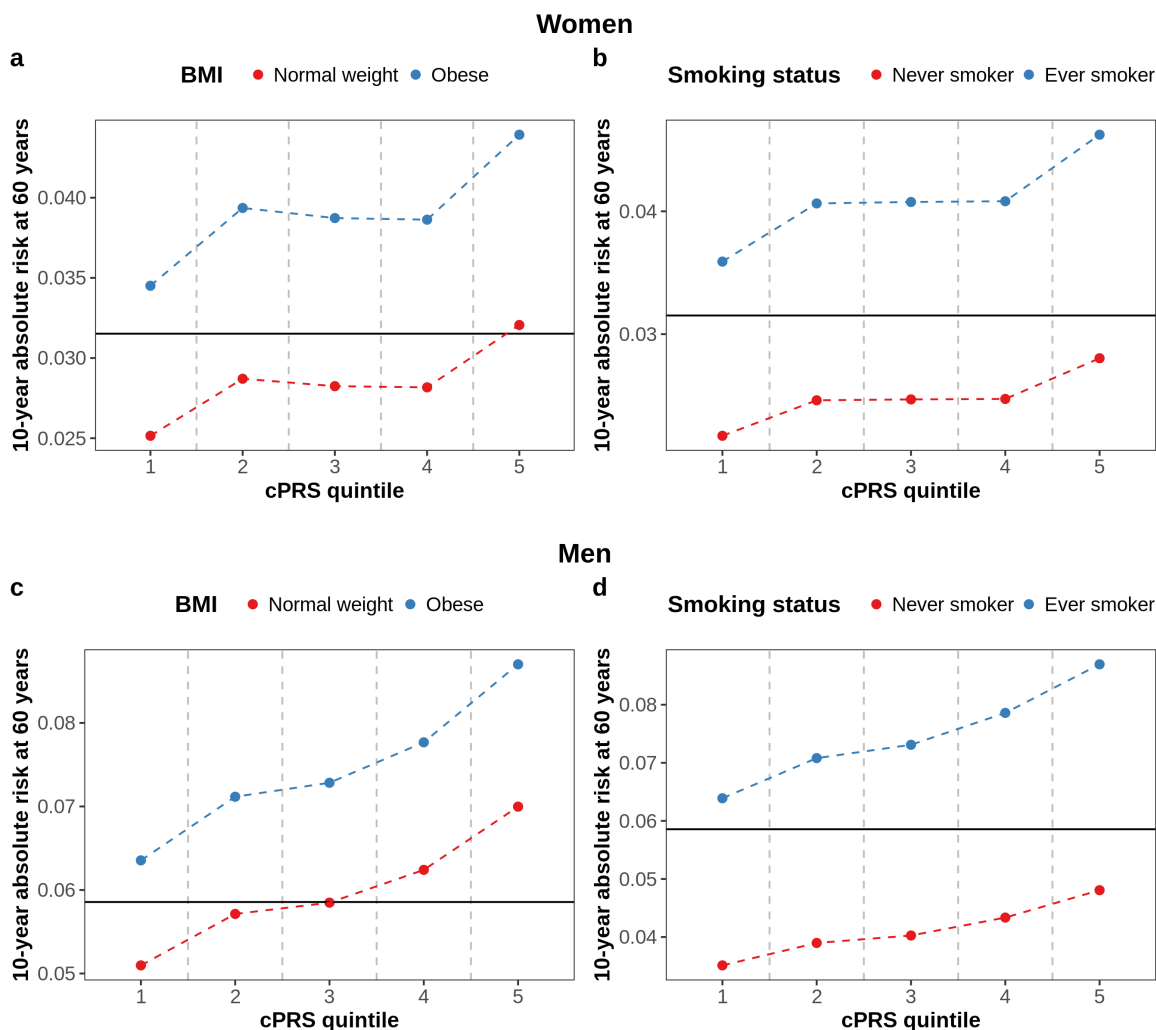 Women
a
BMI Normal weight Obese
10-year absolute risk at 60 years
0.040
0.035
0.030
0.025
1 2 3 4 5
cPRS quintile
b
Smoking status Never smoker Ever smoker
10-year absolute risk at 60 years
0.04
0.03
1 2 3 4 5
cPRS quintile
Men
c
BMI Normal weight Obese
10-year absolute risk at 60 years
0.08
0.07
0.06
0.05
1 2 3 4 5
cPRS quintile
d
Smoking status Never smoker Ever smoker
10-year absolute risk at 60 years
0.08
0.07
0.06
0.05
0.04
1 2 3 4 5
cPRS quintile